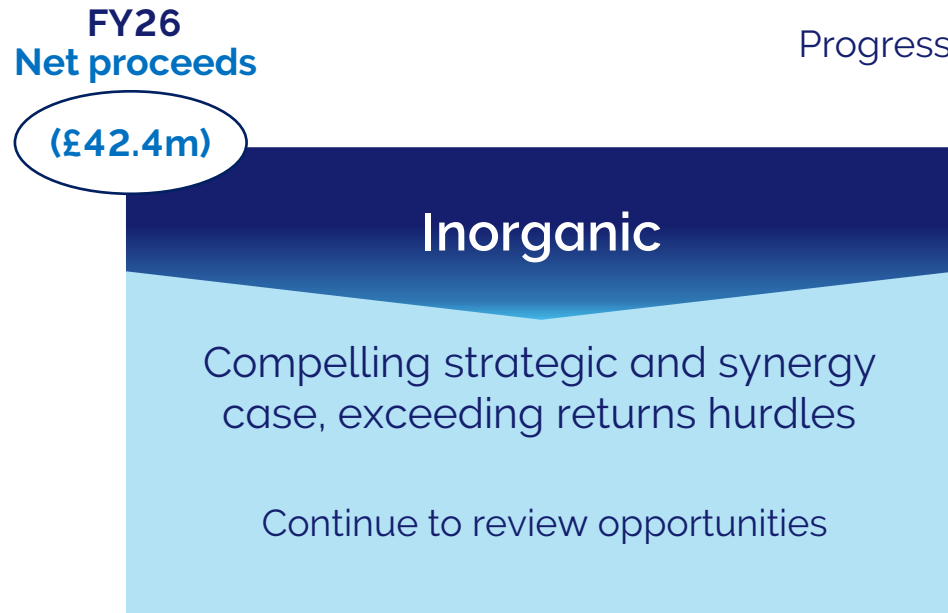 FY26
Net proceeds
Progress
(£42.4m)
Inorganic
Compelling strategic and synergy
case, exceeding returns hurdles
Continue to review opportunities